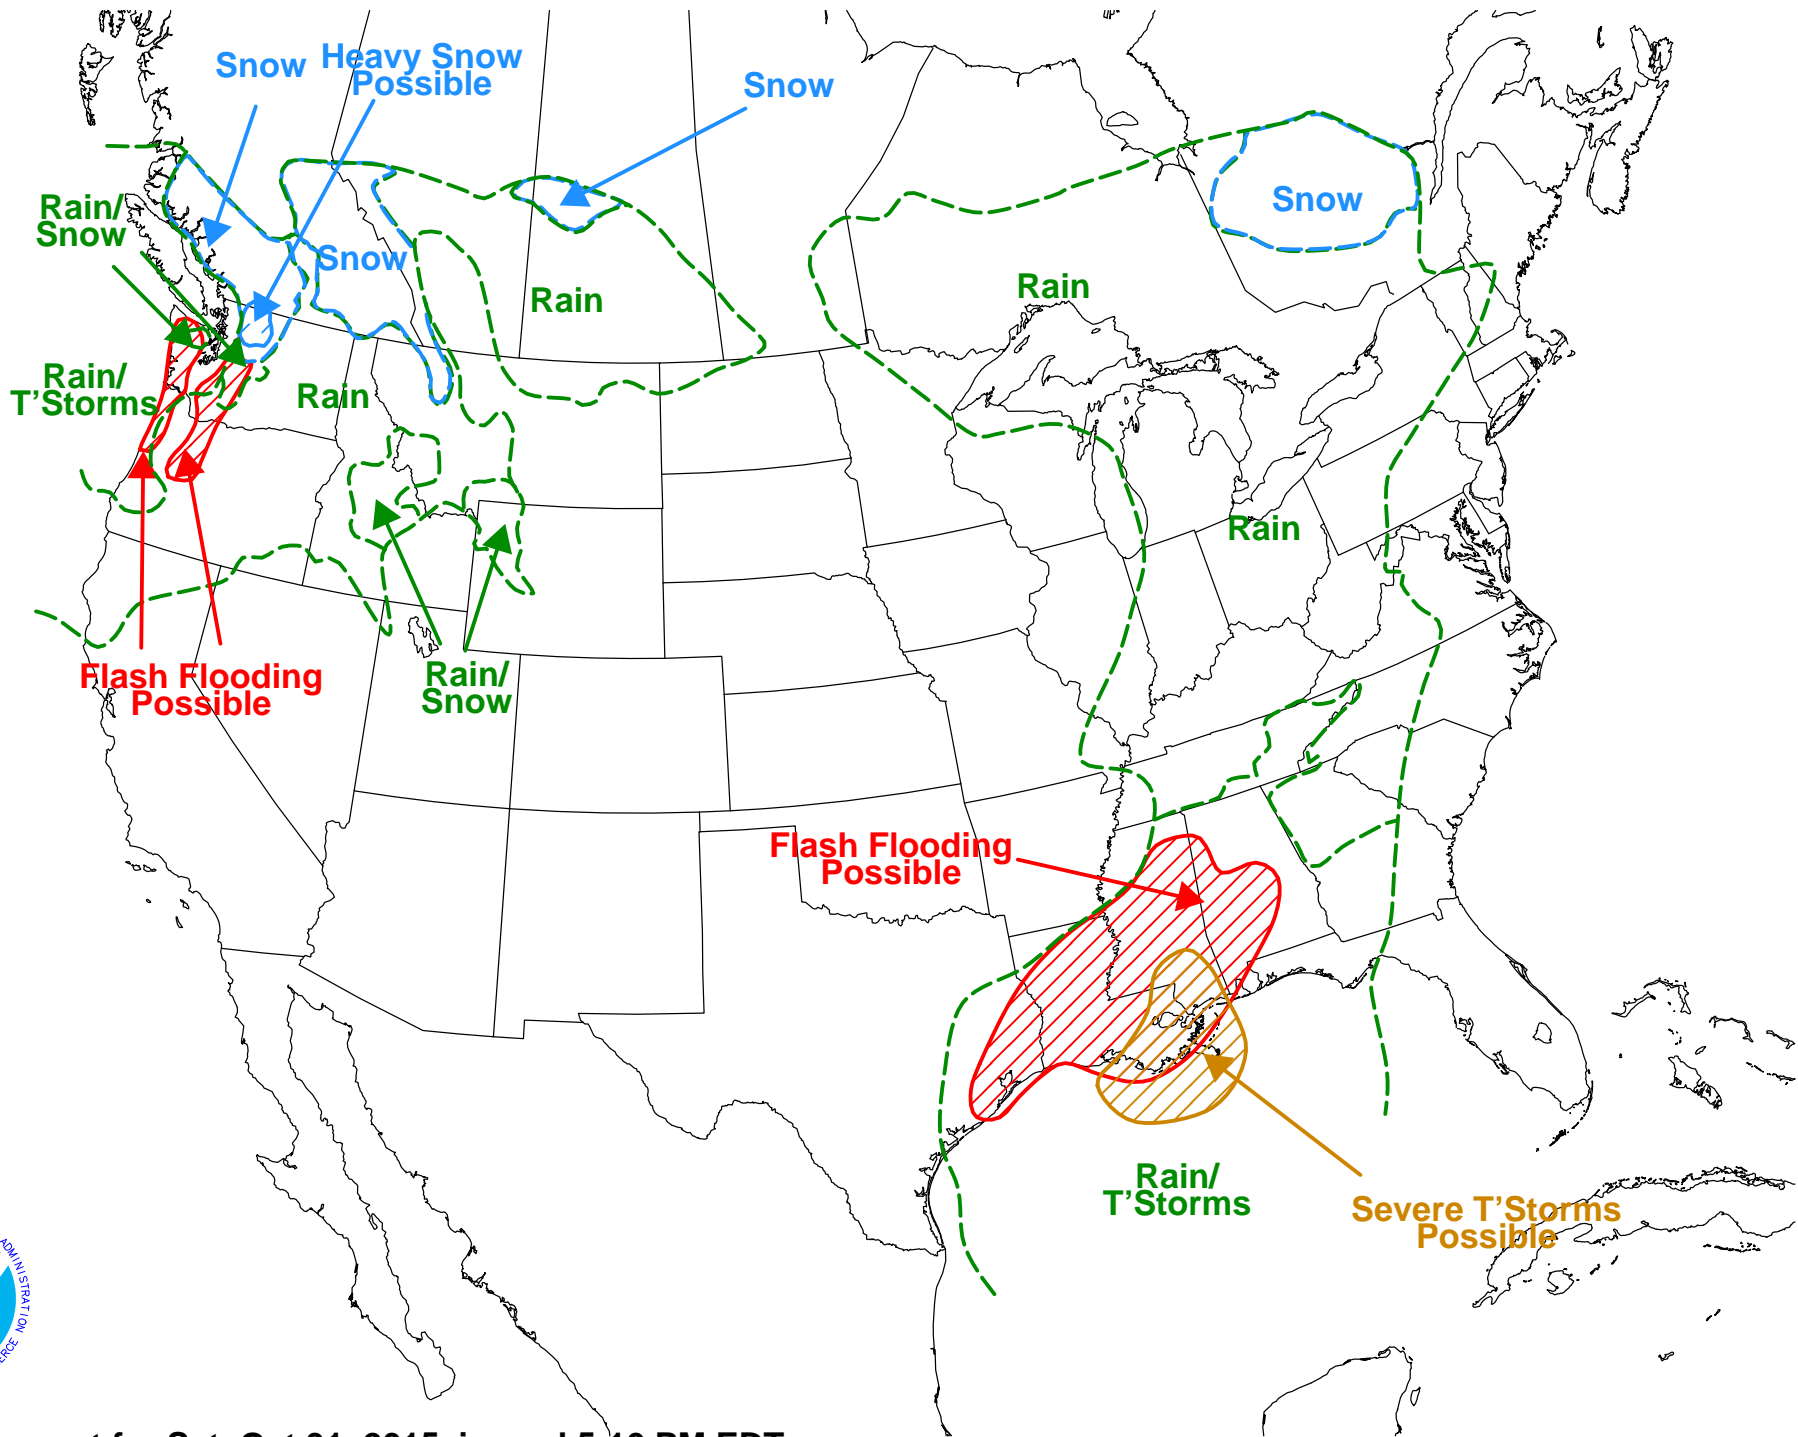 Snow
Heavy Snow
Possible
Snow
Rain/
Snow
Snow
Snow
Rain
Rain
Rain/
T'Storms
Rain
Rain
Flash Flooding
Possible
Rain/
Snow
Flash Flooding
Possible
Rain/
T'Storms
Severe T'Storms
Possible
ADMINISTRATION